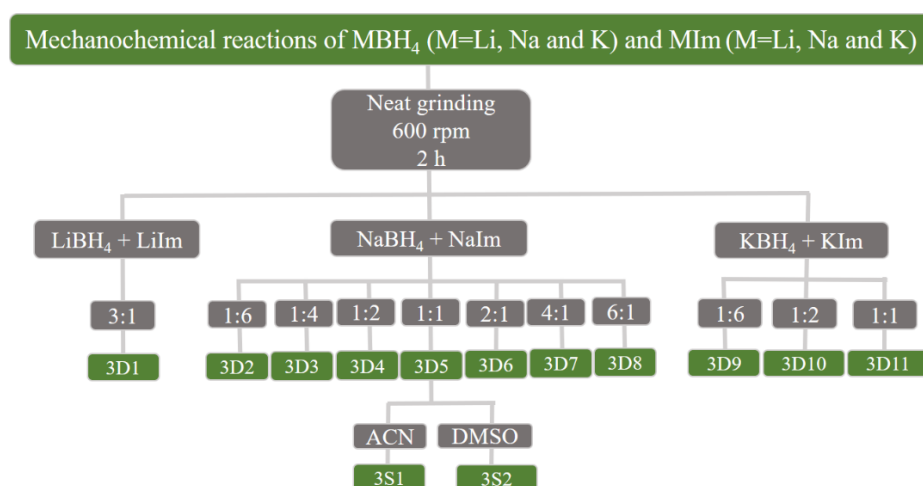 Mechanochemical reactions of MBH₄ (M=Li, Na and K) and MIm (M=Li, Na and K)
Neat grinding
600 rpm
2 h
LiBH₄ + LiIm
NaBH₄ + NaIm
KBH₄ + KIm
3:1
1:6
1:4
1:2
1:1
2:1
4:1
6:1
1:6
1:2
1:1
3D1
3D2
3D3
3D4
3D5
3D6
3D7
3D8
3D9
3D10
3D11
ACN
DMSO
3S1
3S2